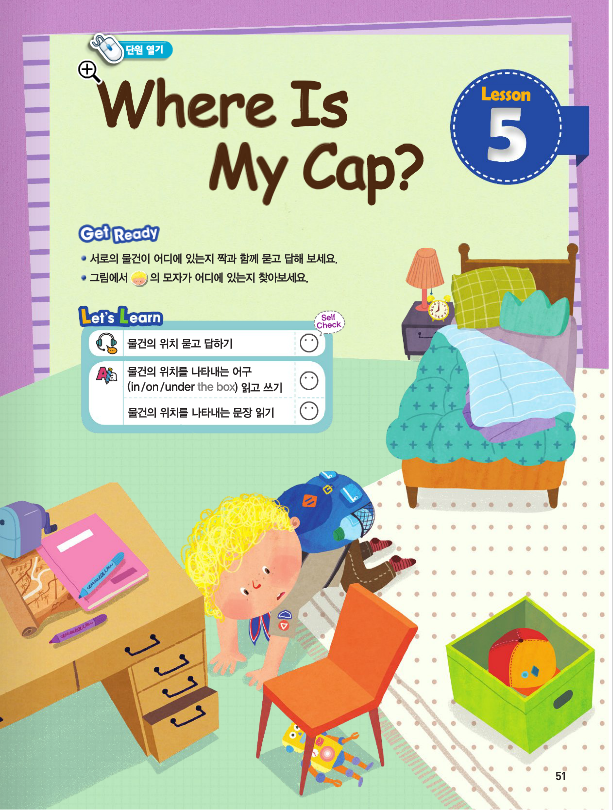 단원 열기
Where Is
My Cap?
Lesson
5
Get Ready
• 서로의 물건이 어디에 있는지 짝과 함께 묻고 답해 보세요.
• 그림에서 의 모자가 어디에 있는지 찾아보세요.
Let's Learn
Self
Check
물건의 위치 묻고 답하기
물건의 위치를 나타내는 어구
(in/on/under the box) 읽고 쓰기
물건의 위치를 나타내는 문장 읽기
51